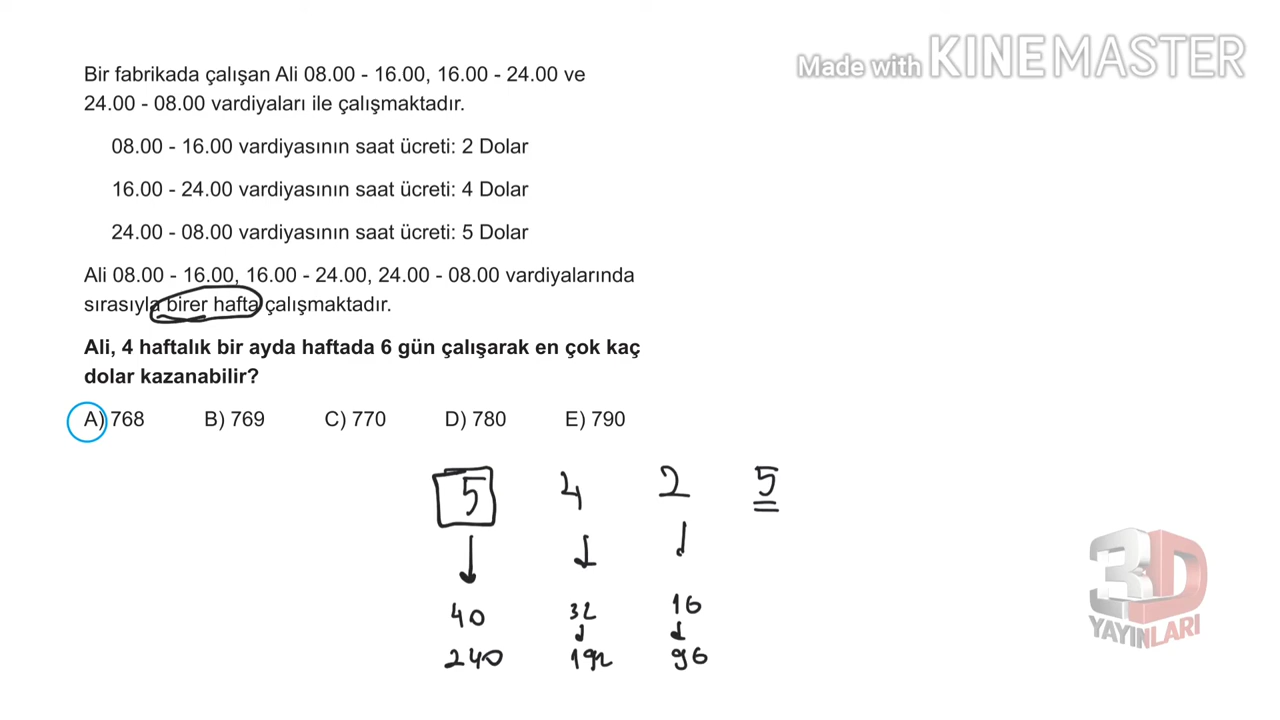 Made with KINEMASTER
Bir fabrikada çalışan Ali 08.00 - 16.00, 16.00 - 24.00 ve
24.00 - 08.00 vardiyaları ile çalışmaktadır.
08.00 - 16.00 vardiyasının saat ücreti: 2 Dolar
16.00 - 24.00 vardiyasının saat ücreti: 4 Dolar
24.00 - 08.00 vardiyasının saat ücreti: 5 Dolar
Ali 08.00 - 16.00, 16.00 - 24.00, 24.00 - 08.00 vardiyalarında
sırasıyla birer hafta çalışmaktadır.
Ali, 4 haftalık bir ayda haftada 6 gün çalışarak en çok kaç
dolar kazanabilir?
A) 768 B) 769 C) 770 D) 780 E) 790
5 4 2 5
40 32 16
240 192 96
3D
YAYINLARI